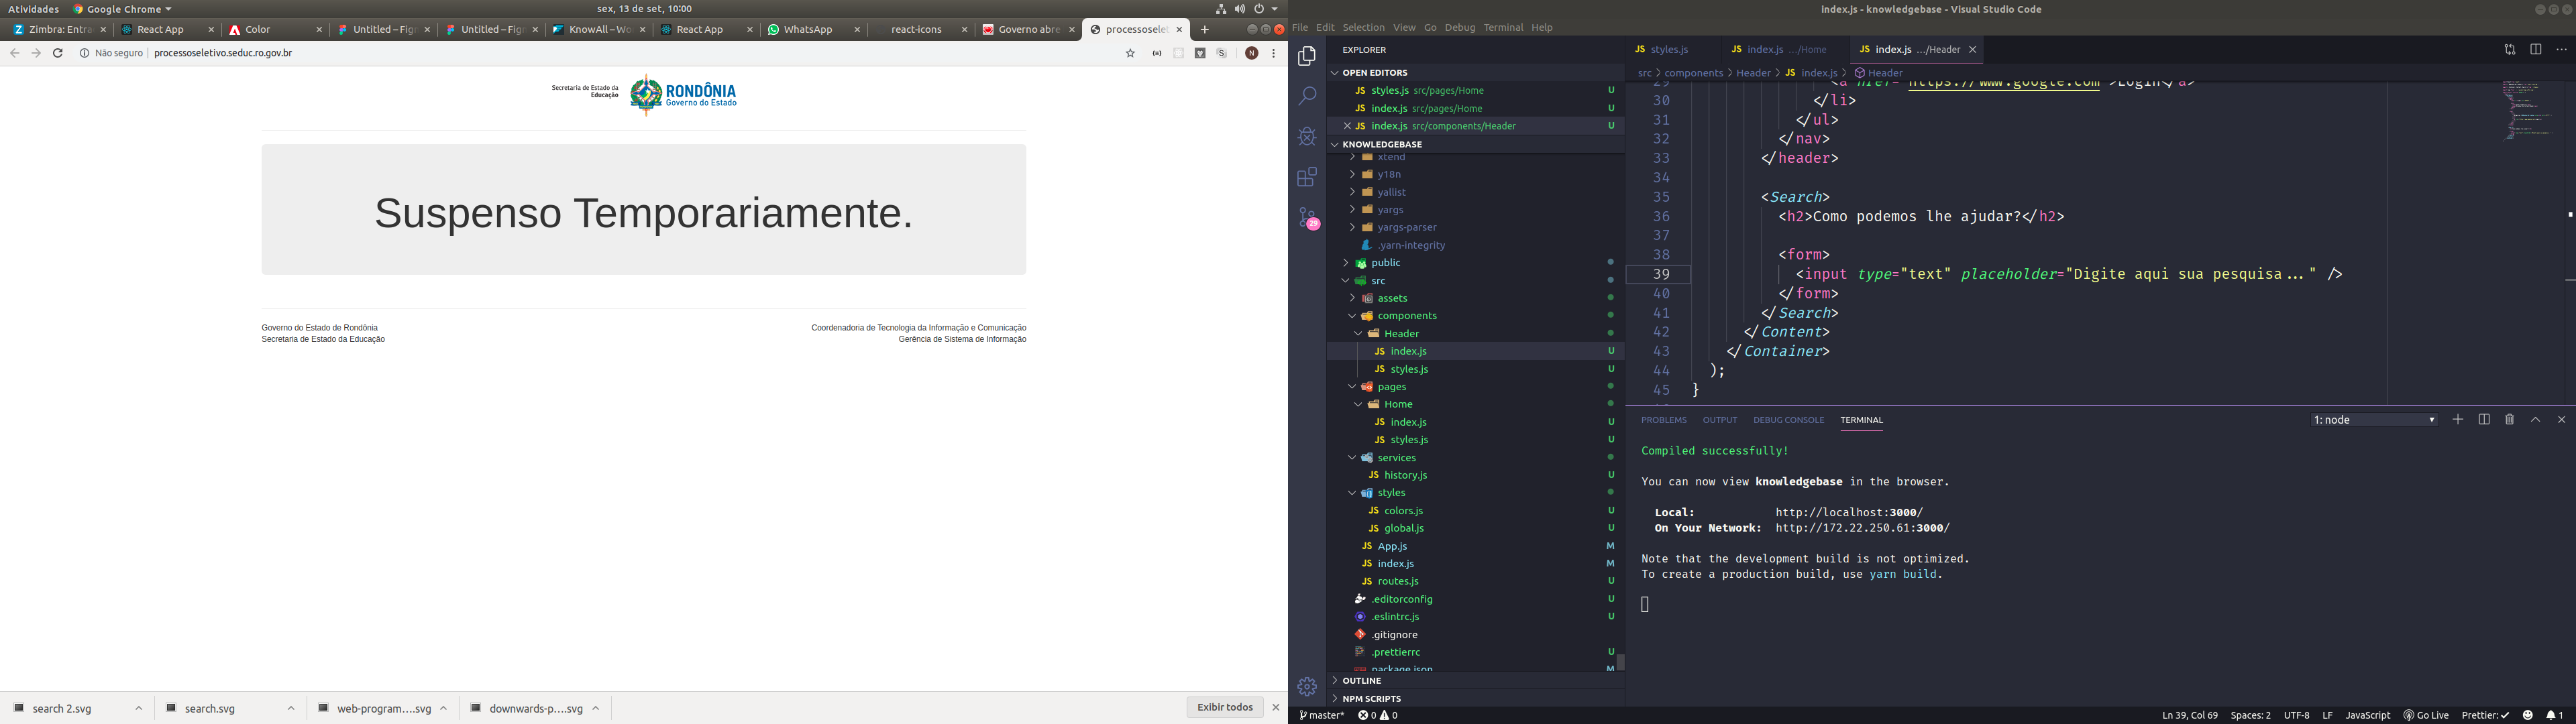 Atividades
Google Chrome
sex, 13 de set, 10:00
Zimbra: Entra
React App
Color
Untitled – Figm
Untitled – Figm
KnowAll – Wo
React App
WhatsApp
react-icons
Governo abre
processoselet
Não seguro
processoseletivo.seduc.ro.gov.br
Secretaria de Estado da
Educação
RONDÔNIA
Governo do Estado
Suspenso Temporariamente.
Governo do Estado de Rondônia
Secretaria de Estado da Educação
Coordenadoria de Tecnologia da Informação e Comunicação
Gerência de Sistema de Informação
search 2.svg
search.svg
web-program....svg
downwards-p....svg
Exibir todos
index.js - knowledgebase - Visual Studio Code
File Edit Selection View Go Debug Terminal Help
EXPLORER
OPEN EDITORS
JS styles.js src/pages/Home U
JS index.js src/pages/Home U
JS index.js src/components/Header U
KNOWLEDGEBASE
xtend
y18n
yallist
yargs
yargs-parser
.yarn-integrity
public
src
assets
components
Header
JS index.js U
JS styles.js U
pages
Home
JS index.js U
JS styles.js U
services
JS history.js U
styles
JS colors.js U
JS global.js U
JS App.js M
JS index.js M
JS routes.js U
.editorconfig U
.eslintrc.js U
.gitignore
.prettierrc U
package.json M
OUTLINE
NPM SCRIPTS
29
JS styles.js
JS index.js .../Home
JS index.js .../Header
src > components > Header > JS index.js > Header
29 <a href="https://www.google.com">Login</a>
30 </li>
31 </ul>
32 </nav>
33 </header>
34
35 <Search>
36 <h2>Como podemos lhe ajudar?</h2>
37
38 <form>
39 <input type="text" placeholder="Digite aqui sua pesquisa..." />
40 </form>
41 </Search>
42 </Content>
43 </Container>
44 );
45 }
PROBLEMS OUTPUT DEBUG CONSOLE TERMINAL
1: node
Compiled successfully!
You can now view knowledgebase in the browser.
Local: http://localhost:3000/
On Your Network: http://172.22.250.61:3000/
Note that the development build is not optimized.
To create a production build, use yarn build.
master* 0 0
Ln 39, Col 69 Spaces: 2 UTF-8 LF JavaScript Go Live Prettier: ✓ 1